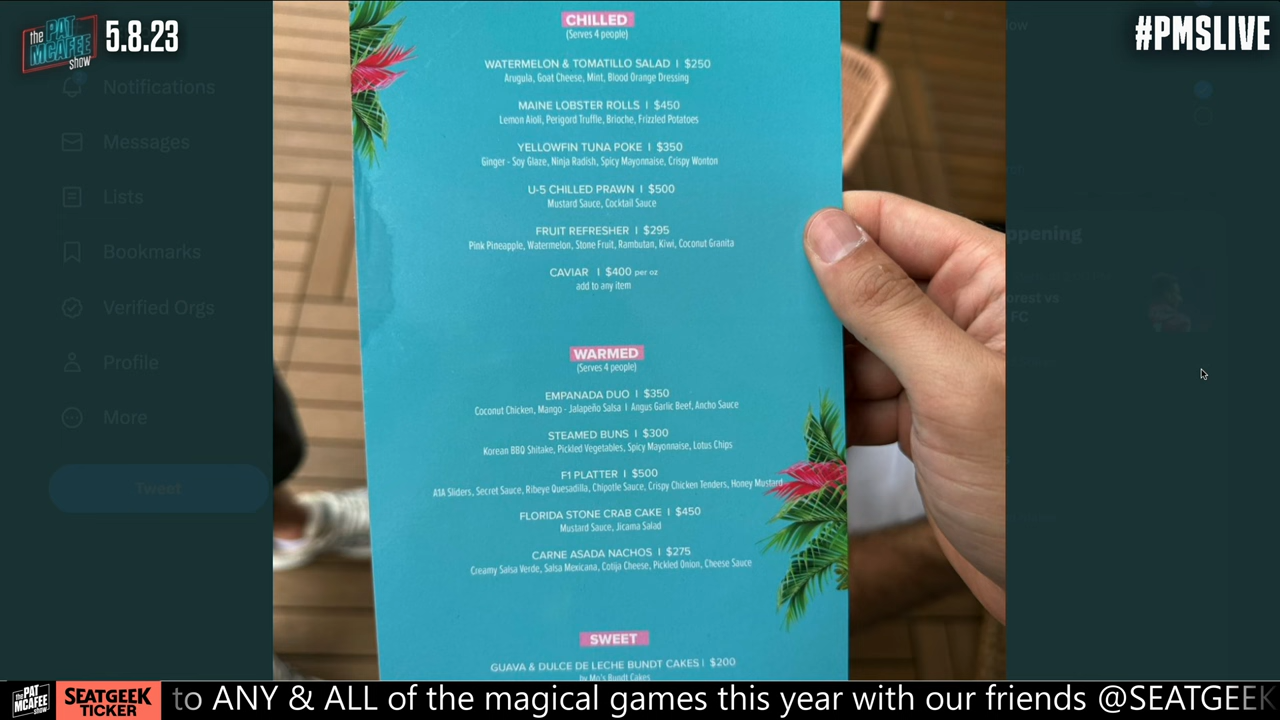 the PAT MCAFEE show
5.8.23
#PMSLIVE
Notifications
Messages
Lists
Bookmarks
Verified Orgs
Profile
More
Tweet
CHILLED
(Serves 4 people)
WATERMELON & TOMATILLO SALAD | $250
Arugula, Goat Cheese, Mint, Blood Orange Dressing
MAINE LOBSTER ROLLS | $450
Lemon Aioli, Perigord Truffle, Brioche, Frizzled Potatoes
YELLOWFIN TUNA POKE | $350
Ginger - Soy Glaze, Ninja Radish, Spicy Mayonnaise, Crispy Wonton
U-5 CHILLED PRAWN | $500
Mustard Sauce, Cocktail Sauce
FRUIT REFRESHER | $295
Pink Pineapple, Watermelon, Stone Fruit, Rambutan, Kiwi, Coconut Granita
CAVIAR | $400 per oz
add to any item
WARMED
(Serves 4 people)
EMPANADA DUO | $350
Coconut Chicken, Mango - Jalapeño Salsa | Angus Garlic Beef, Ancho Sauce
STEAMED BUNS | $300
Korean BBQ Shitake, Pickled Vegetables, Spicy Mayonnaise, Lotus Chips
F1 PLATTER | $500
A1A Sliders, Secret Sauce, Ribeye Quesadilla, Chipotle Sauce, Crispy Chicken Tenders, Honey Mustard
FLORIDA STONE CRAB CAKE | $450
Mustard Sauce, Jicama Salad
CARNE ASADA NACHOS | $275
Creamy Salsa Verde, Salsa Mexicana, Cotija Cheese, Pickled Onion, Cheese Sauce
SWEET
GUAVA & DULCE DE LECHE BUNDT CAKES | $200
by Mo's Bundt Cakes
ppening
orest vs
FC
the PAT MCAFEE show
SEATGEEK
TICKER
to ANY & ALL of the magical games this year with our friends @SEATGEEK